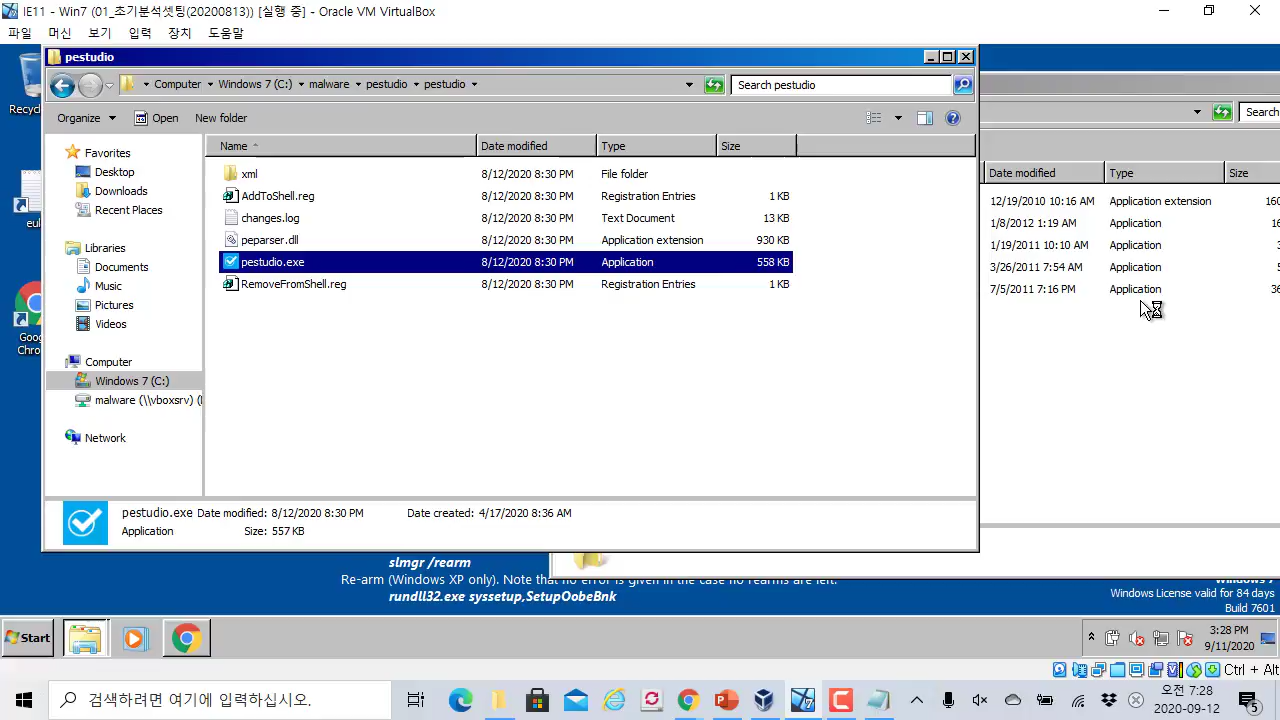 IE11 - Win7 (01_초기분석셋팅(20200813)) [실행 중] - Oracle VM VirtualBox
파일 머신 보기 입력 장치 도움말
pestudio
Computer Windows 7 (C:) malware pestudio pestudio
Search pestudio
Search
Organize Open New folder
Name Date modified Type Size
Date modified Type Size
xml 8/12/2020 8:30 PM File folder
AddToShell.reg 8/12/2020 8:30 PM Registration Entries 1 KB
changes.log 8/12/2020 8:30 PM Text Document 13 KB
peparser.dll 8/12/2020 8:30 PM Application extension 930 KB
pestudio.exe 8/12/2020 8:30 PM Application 558 KB
RemoveFromShell.reg 8/12/2020 8:30 PM Registration Entries 1 KB
12/19/2010 10:16 AM Application extension 160
1/8/2012 1:19 AM Application
1/19/2011 10:10 AM Application
3/26/2011 7:54 AM Application
7/5/2011 7:16 PM Application
Favorites
Desktop
Downloads
Recent Places
Libraries
Documents
Music
Pictures
Videos
Computer
Windows 7 (C:)
malware (\\vboxsrv) (
Network
Recyc
eul
Goog
Chro
pestudio.exe Date modified: 8/12/2020 8:30 PM Date created: 4/17/2020 8:36 AM
Application Size: 557 KB
slmgr /rearm
Re-arm (Windows XP only). Note that no error is given in the case no rearms are left.
rundll32.exe syssetup,SetupOobeBnk
Windows 7
Windows License valid for 84 days
Build 7601
Start
3:28 PM
9/11/2020
Ctrl + Alt
검색하려면 여기에 입력하십시오.
오전 7:28
2020-09-12
5